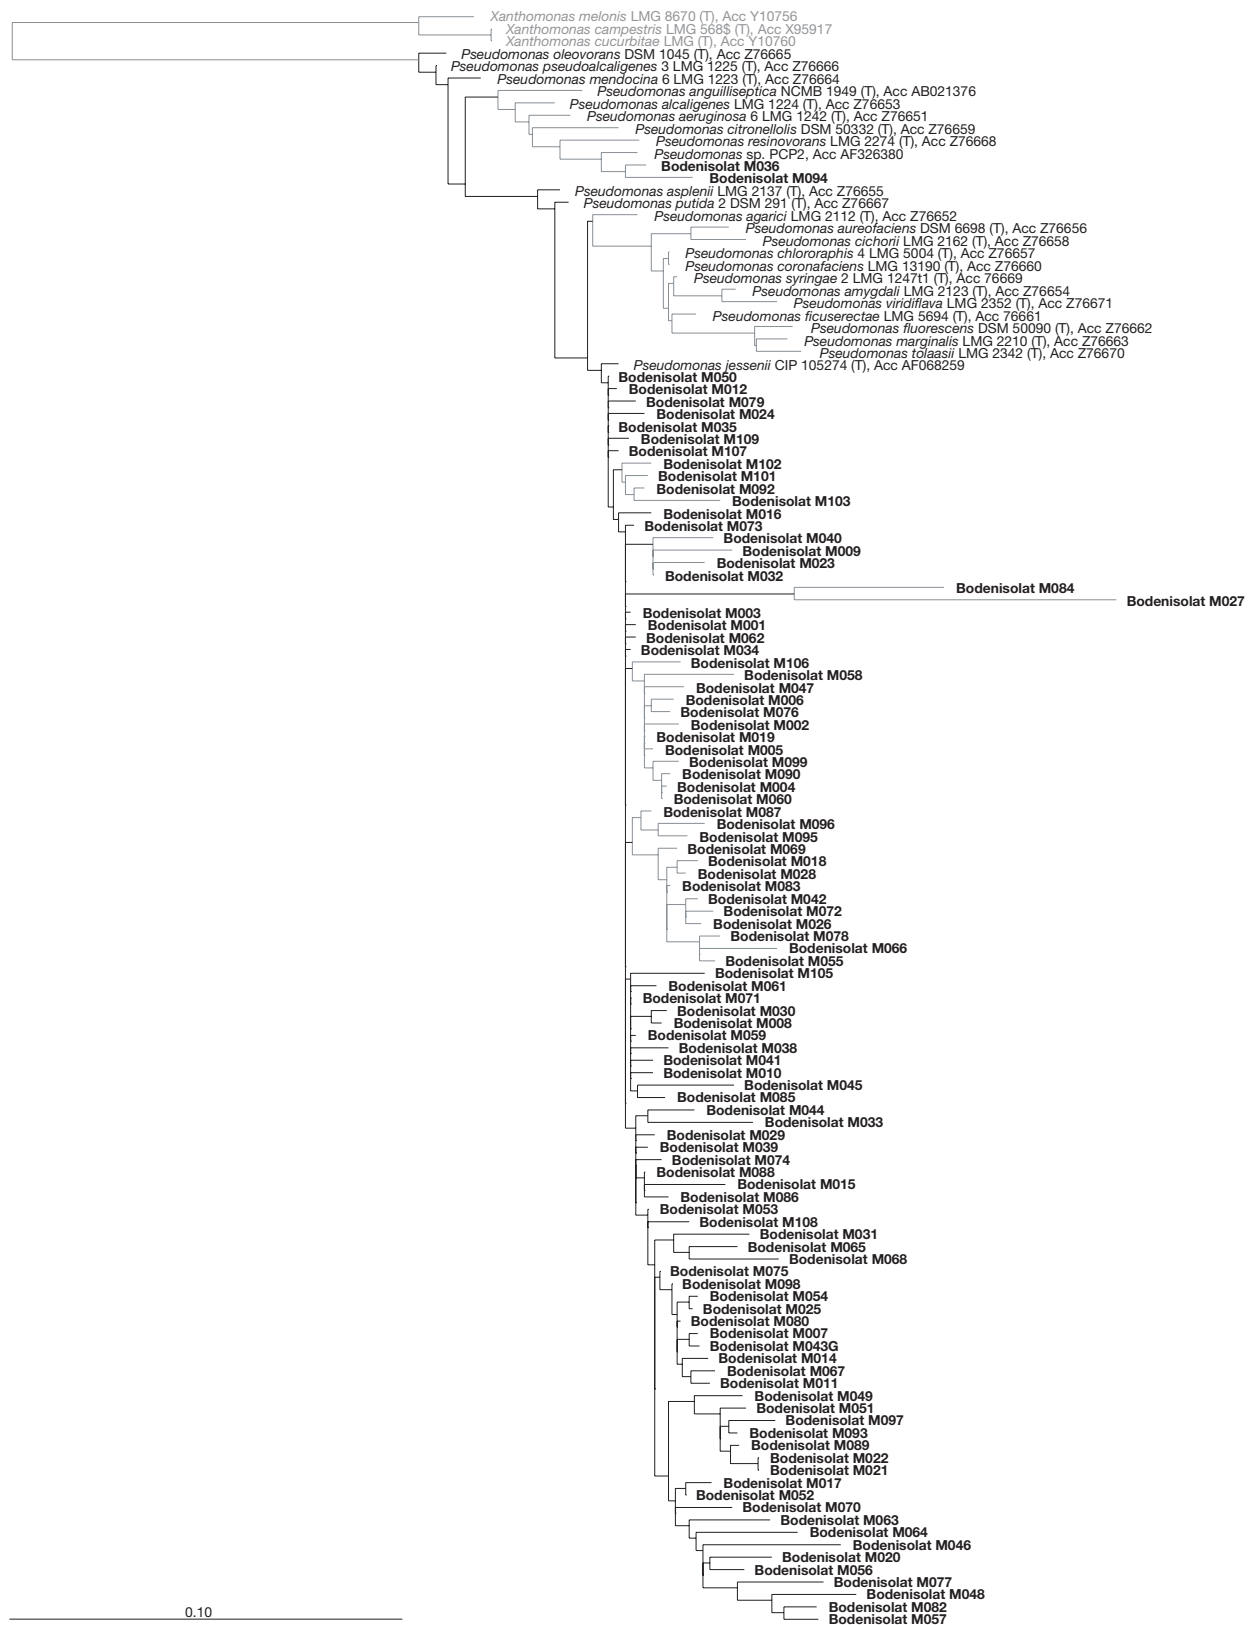 Xanthomonas melonis LMG 8670 (T), Acc Y10756
Xanthomonas campestris LMG 568$ (T), Acc X95917
Xanthomonas cucurbitae LMG (T), Acc Y10760
Pseudomonas oleovorans DSM 1045 (T), Acc Z76665
Pseudomonas pseudoalcaligenes 3 LMG 1225 (T), Acc Z76666
Pseudomonas mendocina 6 LMG 1223 (T), Acc Z76664
Pseudomonas anguilliseptica NCMB 1949 (T), Acc AB021376
Pseudomonas alcaligenes LMG 1224 (T), Acc Z76653
Pseudomonas aeruginosa 6 LMG 1242 (T), Acc Z76651
Pseudomonas citronellolis DSM 50332 (T), Acc Z76659
Pseudomonas resinovorans LMG 2274 (T), Acc Z76668
Pseudomonas sp. PCP2, Acc AF326380
Bodenisolat M036
Bodenisolat M094
Pseudomonas asplenii LMG 2137 (T), Acc Z76655
Pseudomonas putida 2 DSM 291 (T), Acc Z76667
Pseudomonas agarici LMG 2112 (T), Acc Z76652
Pseudomonas aureofaciens DSM 6698 (T), Acc Z76656
Pseudomonas cichorii LMG 2162 (T), Acc Z76658
Pseudomonas chlororaphis 4 LMG 5004 (T), Acc Z76657
Pseudomonas coronafaciens LMG 13190 (T), Acc Z76660
Pseudomonas syringae 2 LMG 1247t1 (T), Acc 76669
Pseudomonas amygdali LMG 2123 (T), Acc Z76654
Pseudomonas viridiflava LMG 2352 (T), Acc Z76671
Pseudomonas ficuserectae LMG 5694 (T), Acc 76661
Pseudomonas fluorescens DSM 50090 (T), Acc Z76662
Pseudomonas marginalis LMG 2210 (T), Acc Z76663
Pseudomonas tolaasii LMG 2342 (T), Acc Z76670
Pseudomonas jessenii CIP 105274 (T), Acc AF068259
Bodenisolat M050
Bodenisolat M012
Bodenisolat M079
Bodenisolat M024
Bodenisolat M035
Bodenisolat M109
Bodenisolat M107
Bodenisolat M102
Bodenisolat M101
Bodenisolat M092
Bodenisolat M103
Bodenisolat M016
Bodenisolat M073
Bodenisolat M040
Bodenisolat M009
Bodenisolat M023
Bodenisolat M032
Bodenisolat M084
Bodenisolat M027
Bodenisolat M003
Bodenisolat M001
Bodenisolat M062
Bodenisolat M034
Bodenisolat M106
Bodenisolat M058
Bodenisolat M047
Bodenisolat M006
Bodenisolat M076
Bodenisolat M002
Bodenisolat M019
Bodenisolat M005
Bodenisolat M099
Bodenisolat M090
Bodenisolat M004
Bodenisolat M060
Bodenisolat M087
Bodenisolat M096
Bodenisolat M095
Bodenisolat M069
Bodenisolat M018
Bodenisolat M028
Bodenisolat M083
Bodenisolat M042
Bodenisolat M072
Bodenisolat M026
Bodenisolat M078
Bodenisolat M066
Bodenisolat M055
Bodenisolat M105
Bodenisolat M061
Bodenisolat M071
Bodenisolat M030
Bodenisolat M008
Bodenisolat M059
Bodenisolat M038
Bodenisolat M041
Bodenisolat M010
Bodenisolat M045
Bodenisolat M085
Bodenisolat M044
Bodenisolat M033
Bodenisolat M029
Bodenisolat M039
Bodenisolat M074
Bodenisolat M088
Bodenisolat M015
Bodenisolat M086
Bodenisolat M053
Bodenisolat M108
Bodenisolat M031
Bodenisolat M065
Bodenisolat M068
Bodenisolat M075
Bodenisolat M098
Bodenisolat M054
Bodenisolat M025
Bodenisolat M080
Bodenisolat M007
Bodenisolat M043G
Bodenisolat M014
Bodenisolat M067
Bodenisolat M011
Bodenisolat M049
Bodenisolat M051
Bodenisolat M097
Bodenisolat M093
Bodenisolat M089
Bodenisolat M022
Bodenisolat M021
Bodenisolat M017
Bodenisolat M052
Bodenisolat M070
Bodenisolat M063
Bodenisolat M064
Bodenisolat M046
Bodenisolat M020
Bodenisolat M056
Bodenisolat M077
Bodenisolat M048
Bodenisolat M082
Bodenisolat M057
0.10